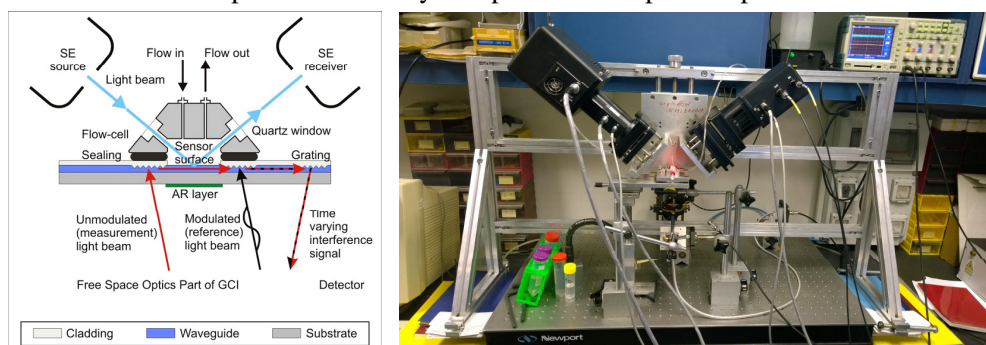 SE
source
Flow in
Flow out
SE
receiver
Light beam
Flow-cell
Quartz window
Sealing
Sensor
surface
Grating
AR layer
Unmodulated
(measurement)
light beam
Modulated
(reference)
light beam
Time
varying
interference
signal
Free Space Optics Part of GCI
Detector
Cladding
Waveguide
Substrate
Newport